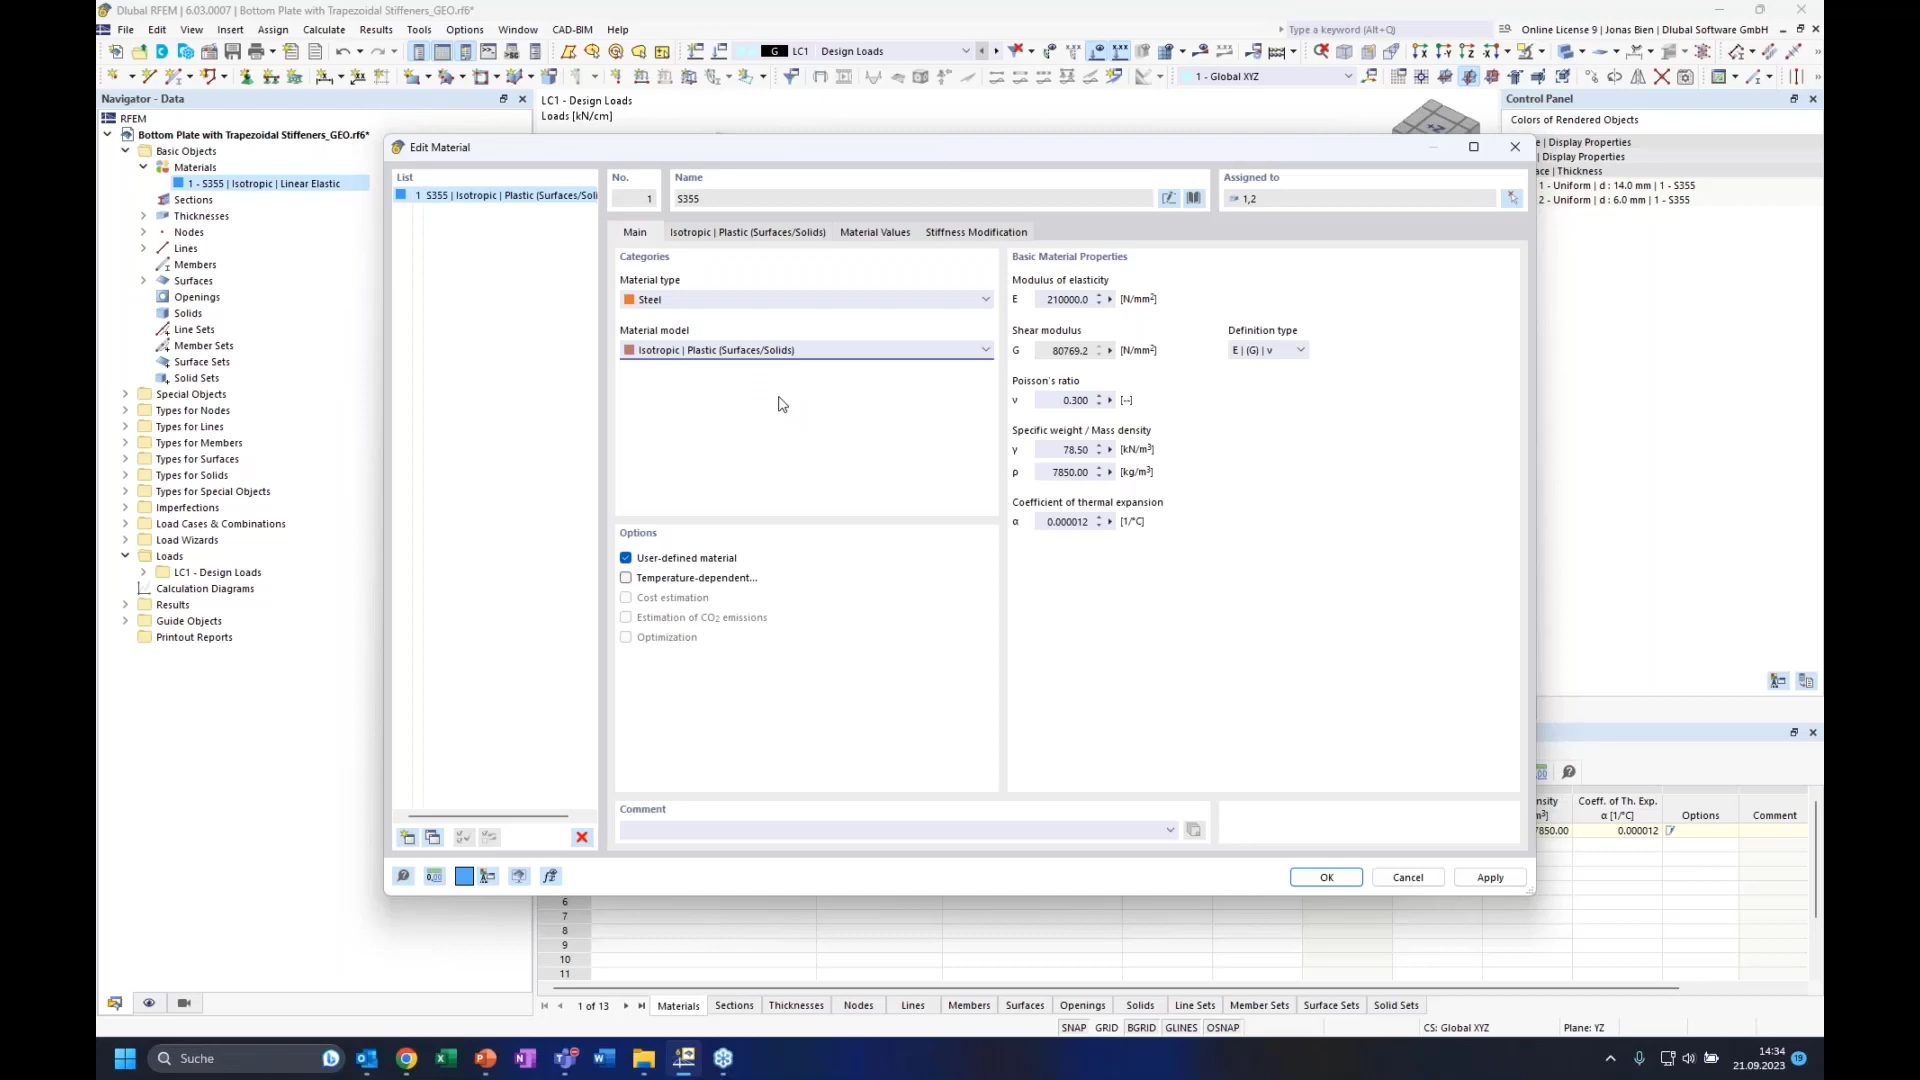 Dlubal RFEM | 6.03.0007 | Bottom Plate with Trapezoidal Stiffeners_GEO.rf6*
File Edit View Insert Assign Calculate Results Tools Options Window CAD-BIM Help
Type a keyword (Alt+Q)
Online License 9 | Jonas Bien | Dlubal Software GmbH
G LC1 Design Loads
1 - Global XYZ
Navigator - Data
RFEM
Bottom Plate with Trapezoidal Stiffeners_GEO.rf6*
Basic Objects
Materials
1 - S355 | Isotropic | Linear Elastic
Sections
Thicknesses
Nodes
Lines
Members
Surfaces
Openings
Solids
Line Sets
Member Sets
Surface Sets
Solid Sets
Special Objects
Types for Nodes
Types for Lines
Types for Members
Types for Surfaces
Types for Solids
Types for Special Objects
Imperfections
Load Cases & Combinations
Load Wizards
Loads
LC1 - Design Loads
Calculation Diagrams
Results
Guide Objects
Printout Reports
LC1 - Design Loads
Loads [kN/cm]
+Z
Control Panel
Colors of Rendered Objects
e | Display Properties
| Display Properties
ace | Thickness
1 - Uniform | d : 14.0 mm | 1 - S355
2 - Uniform | d : 6.0 mm | 1 - S355
Edit Material
List
1 S355 | Isotropic | Plastic (Surfaces/Soli
No.
1
Name
S355
Assigned to
1,2
Main
Isotropic | Plastic (Surfaces/Solids)
Material Values
Stiffness Modification
Categories
Material type
Steel
Material model
Isotropic | Plastic (Surfaces/Solids)
Options
User-defined material
Temperature-dependent...
Cost estimation
Estimation of CO2 emissions
Optimization
Basic Material Properties
Modulus of elasticity
E 210000.0 [N/mm2]
Shear modulus
G 80769.2 [N/mm2]
Definition type
E | (G) | ν
Poisson's ratio
ν 0.300 [--]
Specific weight / Mass density
γ 78.50 [kN/m3]
ρ 7850.00 [kg/m3]
Coefficient of thermal expansion
α 0.000012 [1/°C]
Comment
OK
Cancel
Apply
nsity
Coeff. of Th. Exp.
α [1/°C]
Options
Comment
7850.00 0.000012
6
7
8
9
10
11
1 of 13
Materials Sections Thicknesses Nodes Lines Members Surfaces Openings Solids Line Sets Member Sets Surface Sets Solid Sets
SNAP GRID BGRID GLINES OSNAP
CS: Global XYZ
Plane: YZ
Suche
14:34
21.09.2023
19